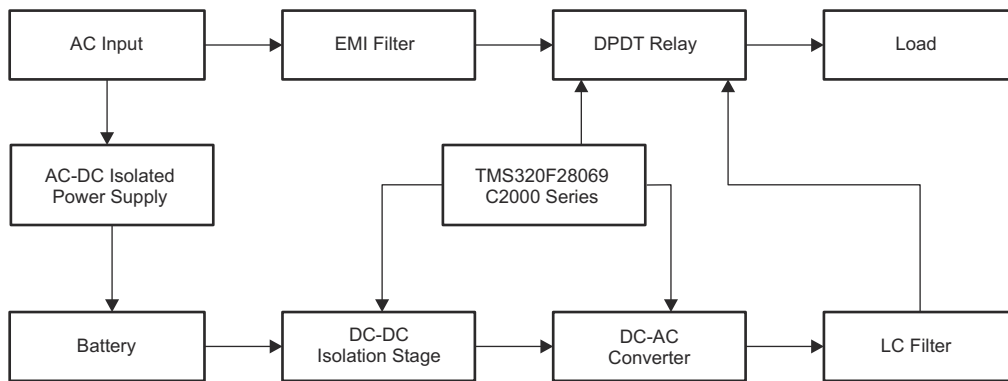 AC Input
EMI Filter
DPDT Relay
Load
AC-DC Isolated
Power Supply
TMS320F28069
C2000 Series
Battery
DC-DC
Isolation Stage
DC-AC
Converter
LC Filter